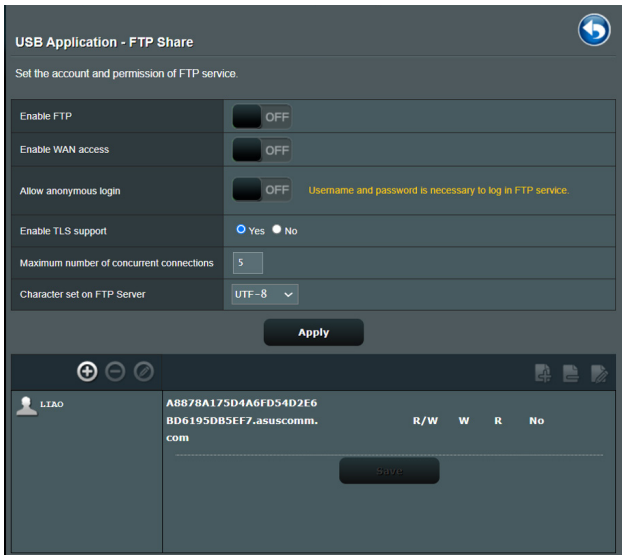 USB Application - FTP Share
Set the account and permission of FTP service.
Enable FTP
OFF
Enable WAN access
OFF
Allow anonymous login
OFF
Username and password is necessary to log in FTP service.
Enable TLS support
Yes No
Maximum number of concurrent connections
5
Character set on FTP Server
UTF-8
Apply
LIAO
A8878A175D4A6FD54D2E6
BD6195DB5EF7.asuscomm.
com
R/W W R No
Save